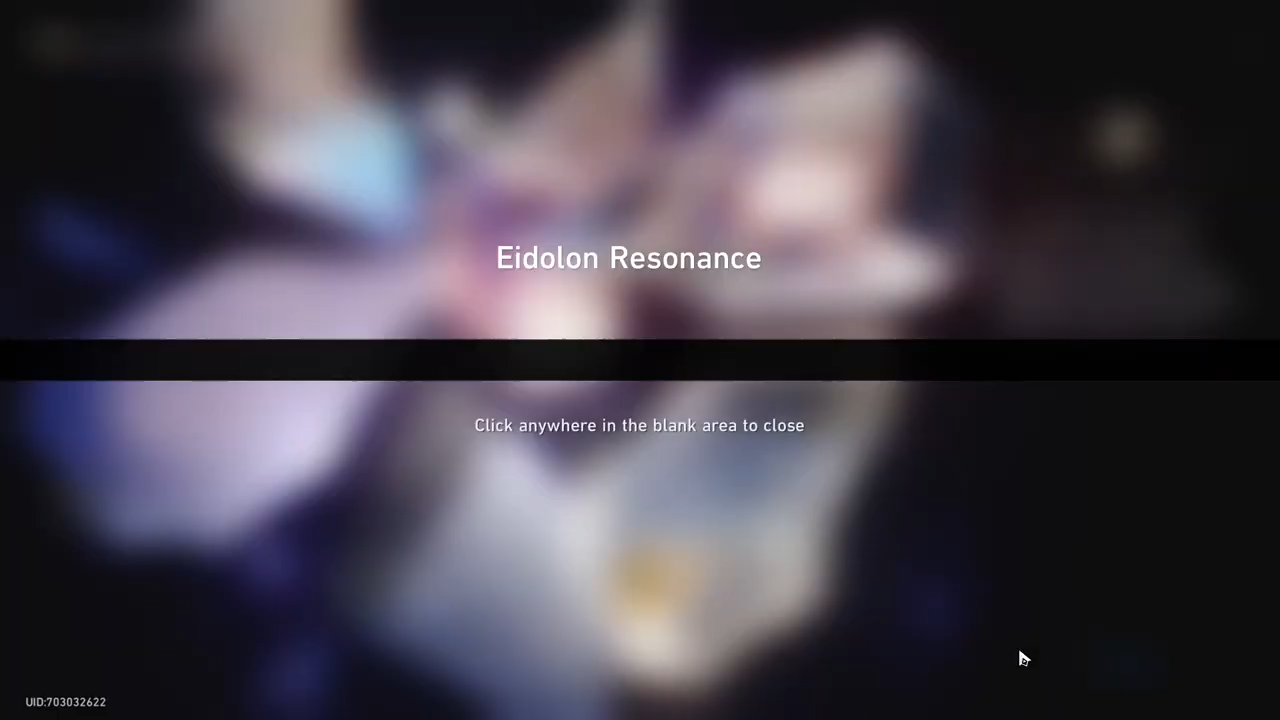 Eidolon Resonance
Click anywhere in the blank area to close
UID:703032622